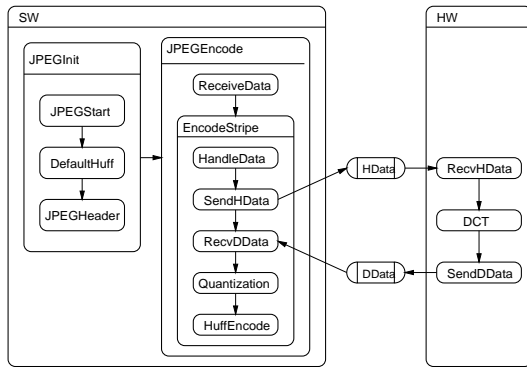 SW
HW
JPEGInit
JPEGStart
DefaultHuff
JPEGHeader
JPEGEncode
ReceiveData
EncodeStripe
HandleData
SendHData
RecvDData
Quantization
HuffEncode
HData
DData
RecvHData
DCT
SendDData